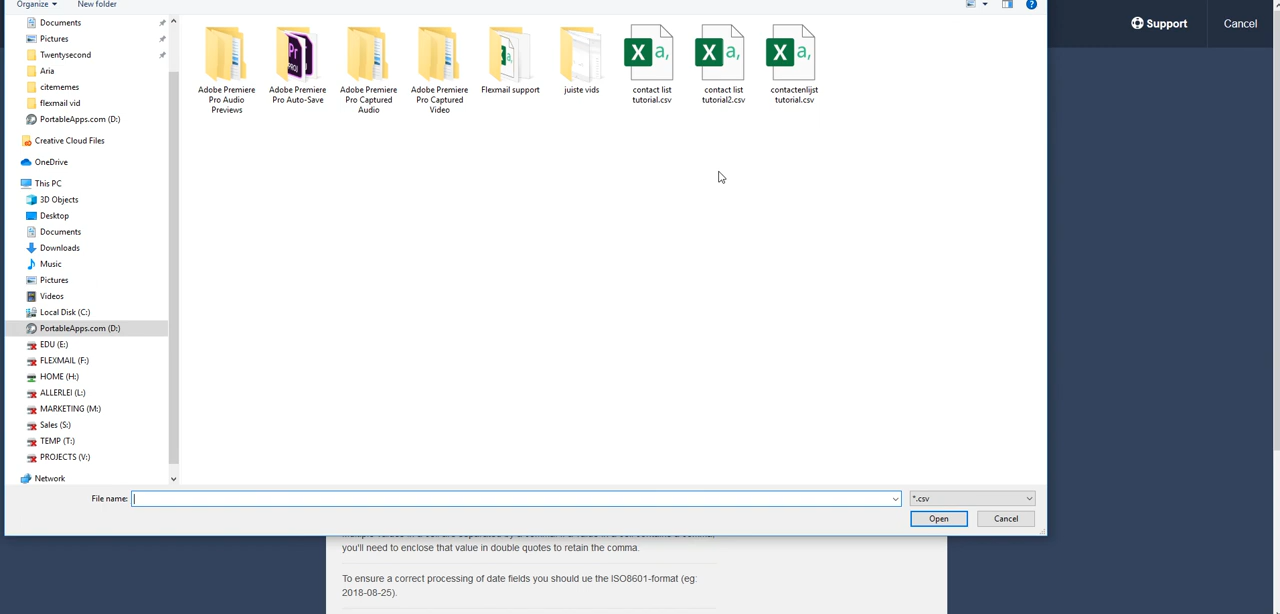 Organize
New folder
Support
Cancel
Documents
Pictures
Twentysecond
Aria
citememes
flexmail vid
PortableApps.com (D:)
Creative Cloud Files
OneDrive
This PC
3D Objects
Desktop
Documents
Downloads
Music
Pictures
Videos
Local Disk (C:)
PortableApps.com (D:)
EDU (E:)
FLEXMAIL (F:)
HOME (H:)
ALLERLEI (L:)
MARKETING (M:)
Sales (S:)
TEMP (T:)
PROJECTS (V:)
Network
Adobe Premiere
Pro Audio
Previews
Adobe Premiere
Pro Auto-Save
Adobe Premiere
Pro Captured
Audio
Adobe Premiere
Pro Captured
Video
Flexmail support
juiste vids
contact list
tutorial.csv
contact list
tutorial2.csv
contactenlijst
tutorial.csv
File name:
*.csv
Open
Cancel
you'll need to enclose that value in double quotes to retain the comma.
To ensure a correct processing of date fields you should ue the ISO8601-format (eg:
2018-08-25).